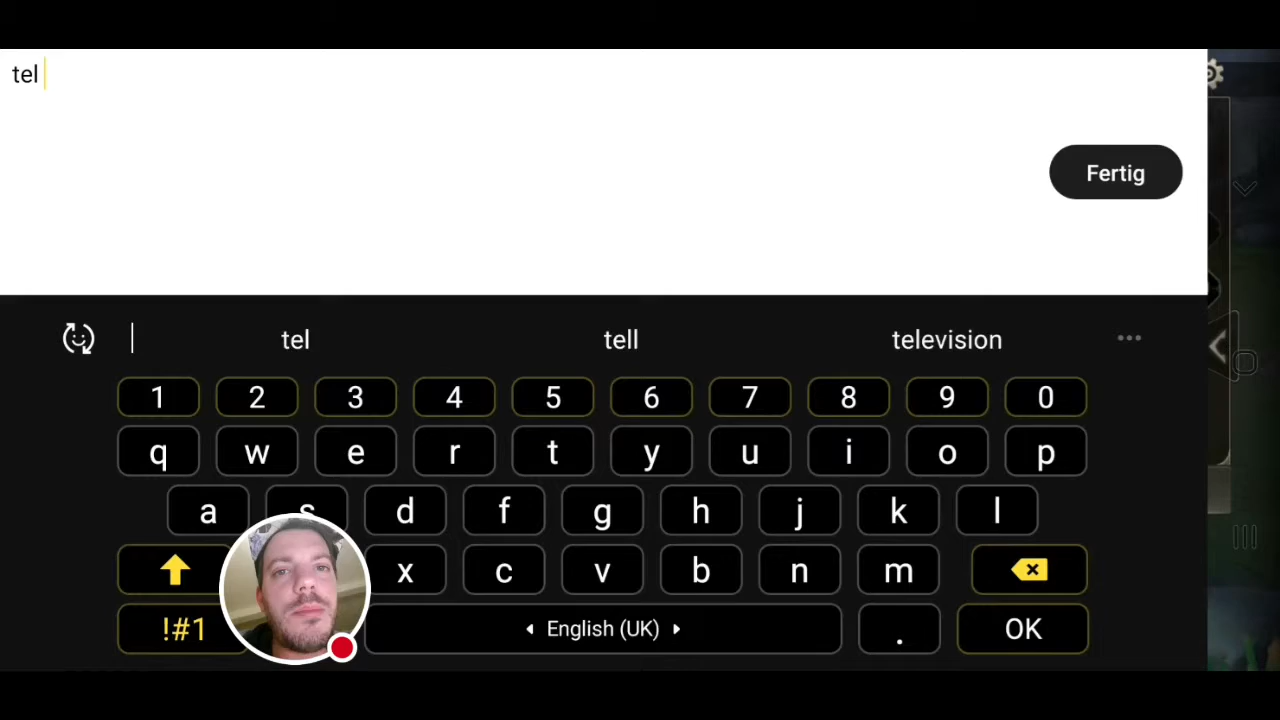 tel
Fertig
tel tell television
1 2 3 4 5 6 7 8 9 0
q w e r t y u i o p
a s d f g h j k l
x c v b n m
!#1 English (UK) . OK